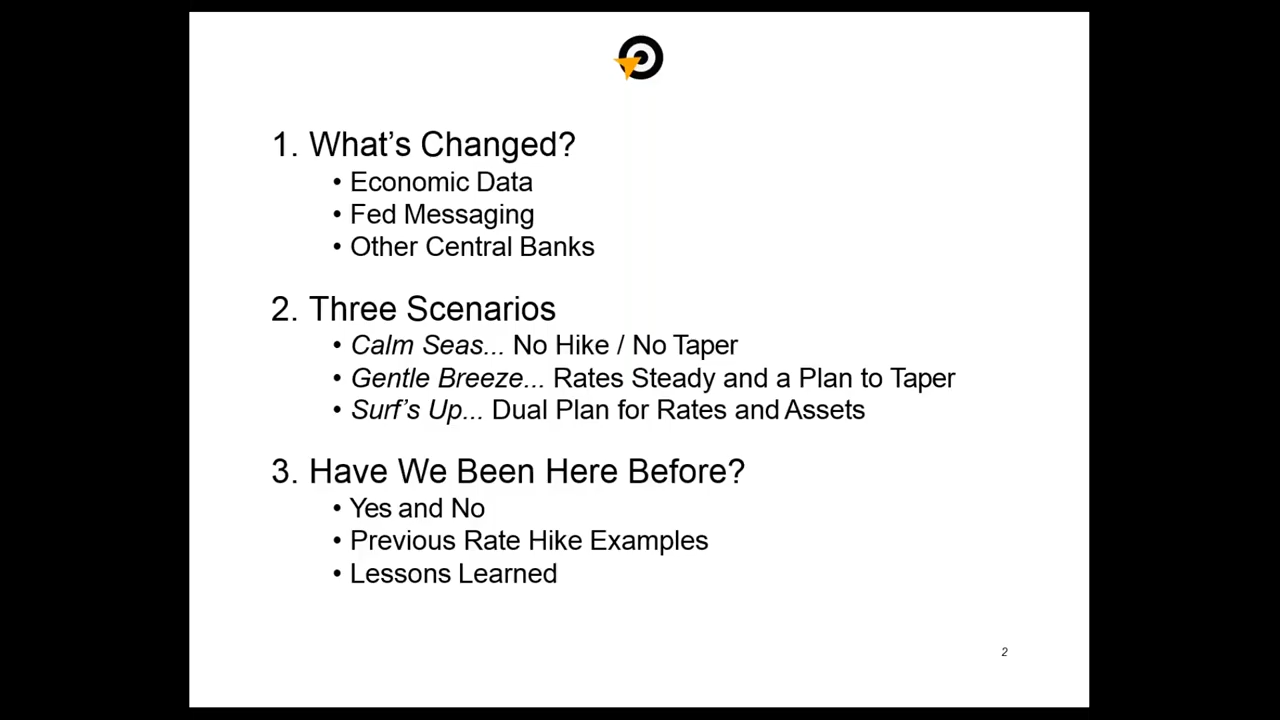 1. What's Changed?
• Economic Data
• Fed Messaging
• Other Central Banks
2. Three Scenarios
• Calm Seas... No Hike / No Taper
• Gentle Breeze... Rates Steady and a Plan to Taper
• Surf's Up... Dual Plan for Rates and Assets
3. Have We Been Here Before?
• Yes and No
• Previous Rate Hike Examples
• Lessons Learned
2